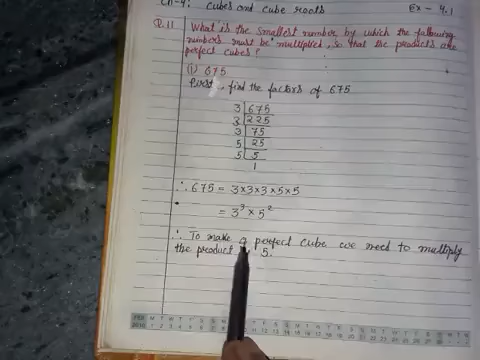 Ch-4: Cubes and cube roots Ex - 4.1
Q.11 What is the smallest number by which the following
numbers must be multiplied, so that the products are
perfect cubes?
(i) 675
First, find the factors of 675
3 675
3 225
3 75
5 25
5 5
1
∴ 675 = 3×3×3×5×5
= 3³ × 5²
∴ To make a perfect cube we need to multiply
the product 5.